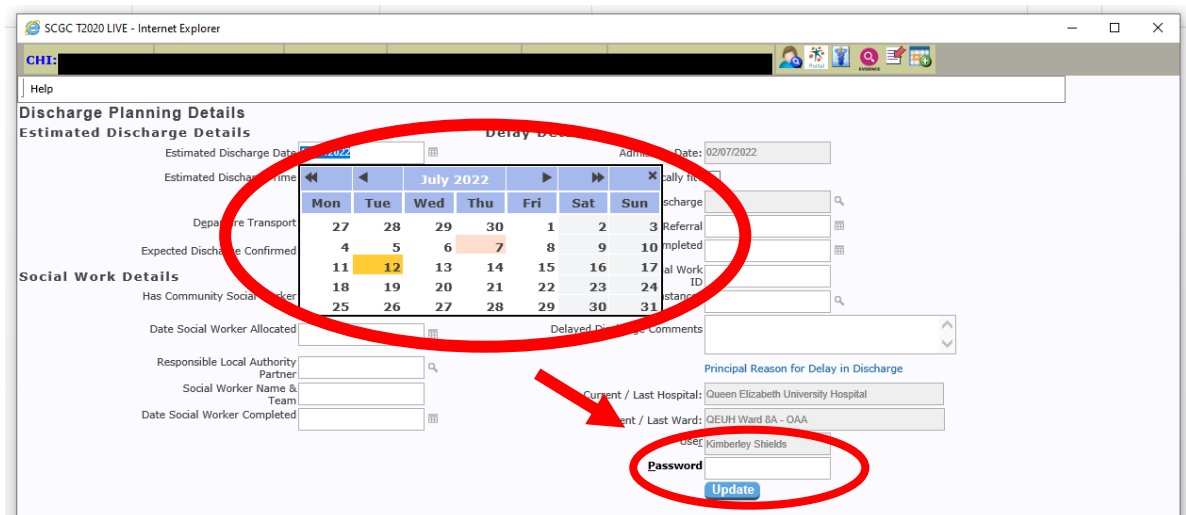 SCGC T2020 LIVE - Internet Explorer
CHI:
Portal
EVIDENCE
Help
Discharge Planning Details
Estimated Discharge Details
Estimated Discharge Date
Admission Date: 02/07/2022
Estimated Discharge Time
July 2022
Mon Tue Wed Thu Fri Sat Sun
27 28 29 30 1 2 3
4 5 6 7 8 9 10
11 12 13 14 15 16 17
18 19 20 21 22 23 24
25 26 27 28 29 30 31
Referral
Departure Transport
Expected Discharge Confirmed
Social Work Details
ID
Has Community Social Worker
Date Social Worker Allocated
Delayed Discharge Comments
Responsible Local Authority
Partner
Principal Reason for Delay in Discharge
Social Worker Name &
Team
Current / Last Hospital: Queen Elizabeth University Hospital
Date Social Worker Completed
/ Last Ward: QEUH Ward 8A - OAA
User Kimberley Shields
Password
Update